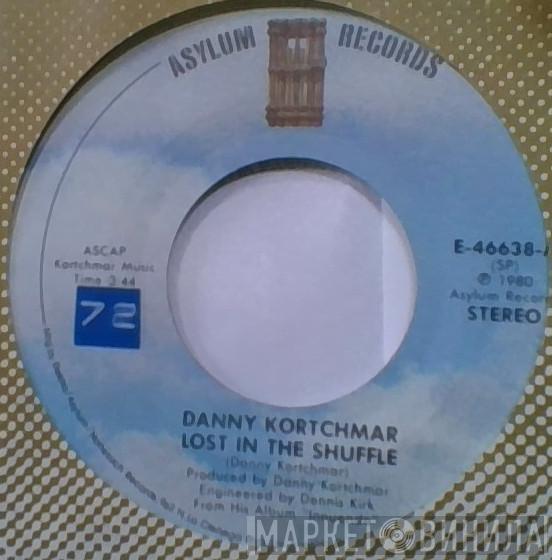 ASYLUM RECORDS
ASCAP
Kortchmar Music
Time 3:44
72
E-46638-
(SP)
℗ 1980
Asylum Recor
STEREO
DANNY KORTCHMAR
LOST IN THE SHUFFLE
(Danny Kortchmar)
Produced by Danny Kortchmar
Engineered by Dennis Kirk
From His Album,
МАРКЕТ ВИНИЛА